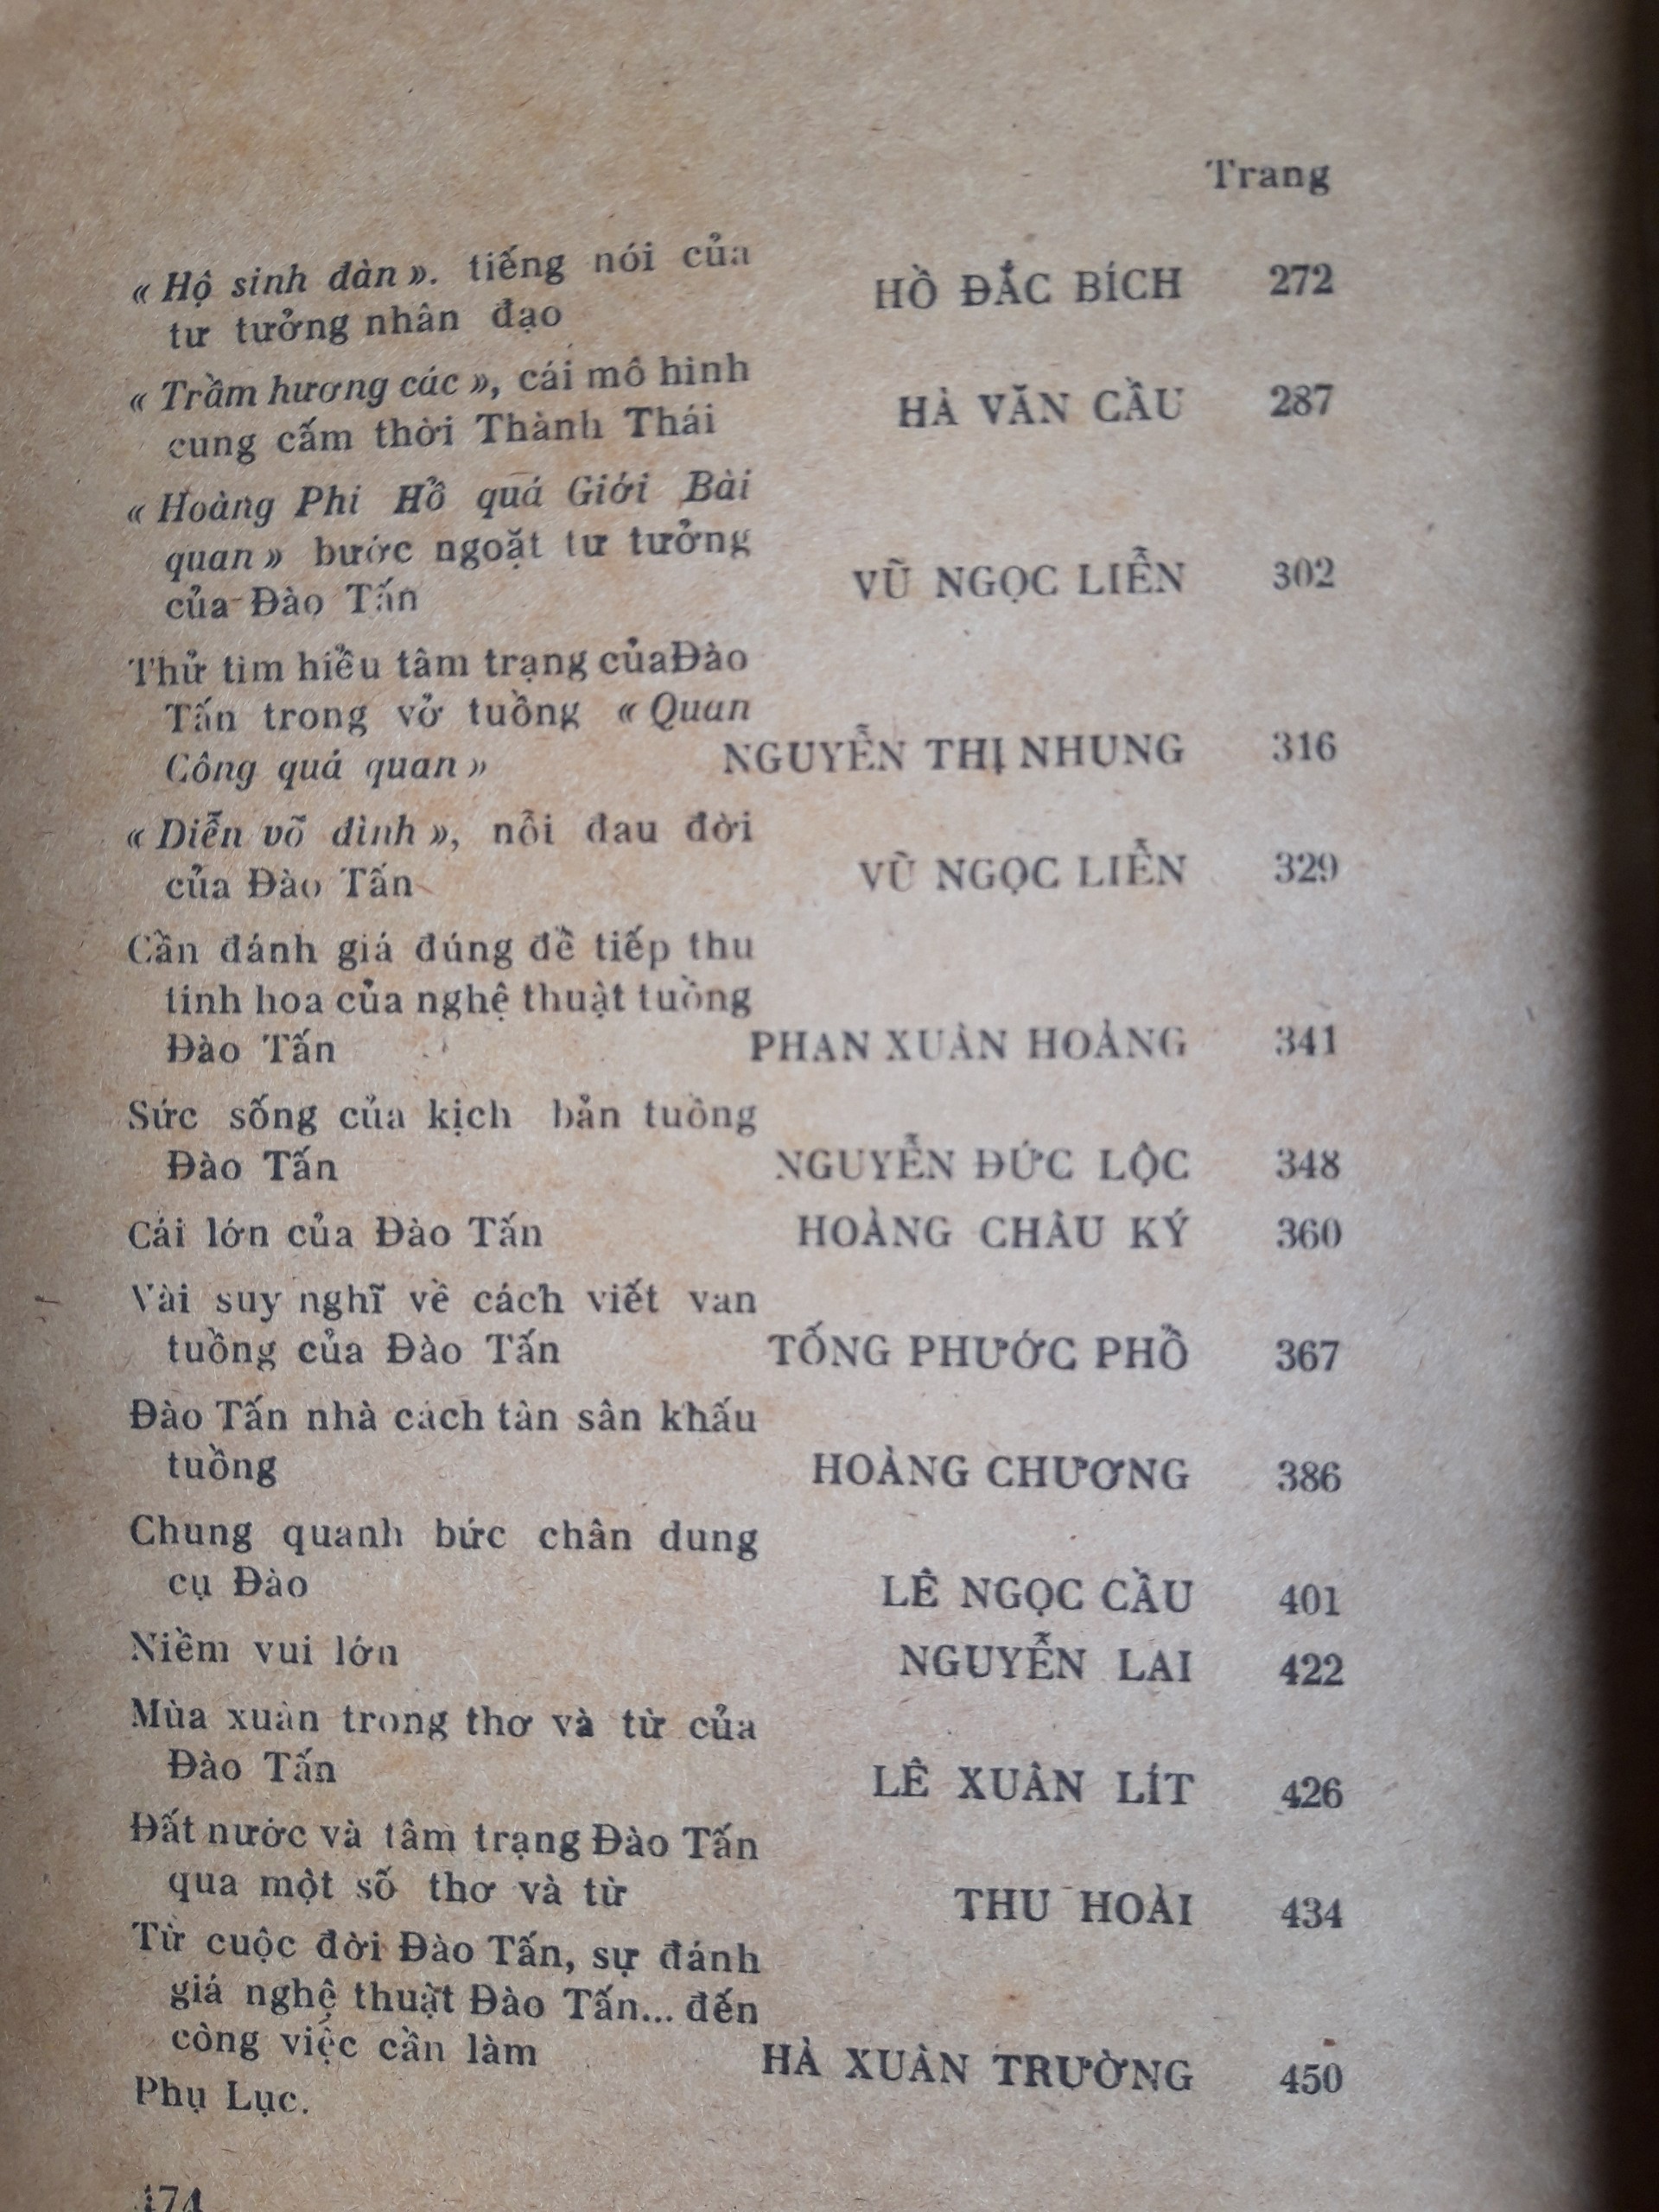 Trang
« Hộ sinh đàn ». tiếng nói của
tư tưởng nhân đạo HỒ ĐẮC BÍCH 272
« Trầm hương các », cái mô hình
cung cấm thời Thành Thái HÀ VĂN CẦU 287
« Hoàng Phi Hổ quá Giới Bài
quan » bước ngoặt tư tưởng
của Đào Tấn VŨ NGỌC LIỄN 302
Thử tìm hiểu tâm trạng củaĐào
Tấn trong vở tuồng « Quan
Công quá quan » NGUYỄN THỊ NHUNG 316
« Diễn võ đình », nỗi đau đời
của Đào Tấn VŨ NGỌC LIỄN 329
Cần đánh giá đúng để tiếp thu
tinh hoa của nghệ thuật tuồng
Đào Tấn PHAN XUÂN HOÀNG 341
Sức sống của kịch bản tuồng
Đào Tấn NGUYỄN ĐỨC LỘC 348
Cái lớn của Đào Tấn HOÀNG CHÂU KÝ 360
Vài suy nghĩ về cách viết van
tuồng của Đào Tấn TỐNG PHƯỚC PHỔ 367
Đào Tấn nhà cách tân sân khấu
tuồng HOÀNG CHƯƠNG 386
Chung quanh bức chân dung
cụ Đào LÊ NGỌC CẦU 401
Niềm vui lớn NGUYỄN LAI 422
Mùa xuân trong thơ và từ của
Đào Tấn LÊ XUÂN LÍT 426
Đất nước và tâm trạng Đào Tấn
qua một số thơ và từ THU HOÀI 434
Từ cuộc đời Đào Tấn, sự đánh
giá nghệ thuật Đào Tấn... đến
công việc cần làm HÀ XUÂN TRƯỜNG 450
Phụ Lục.
474